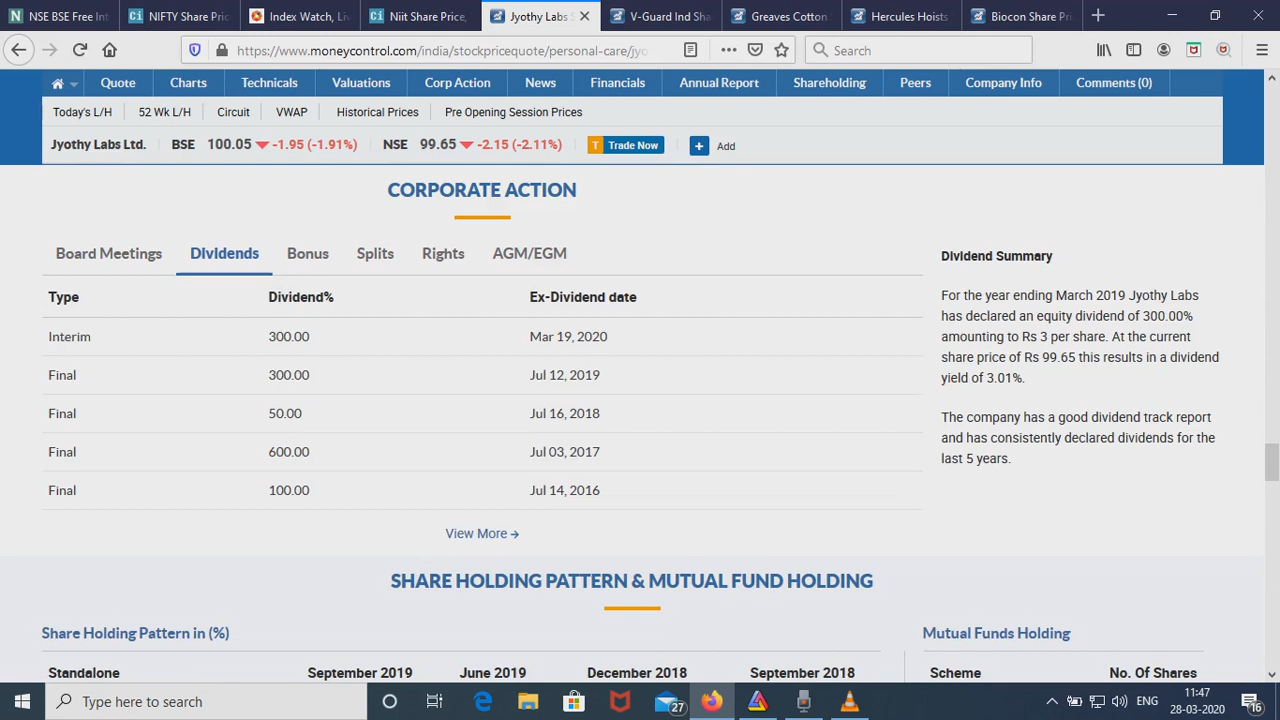 NSE BSE Free Int
NIFTY Share Pric
Index Watch, Liv
Niit Share Price,
Jyothy Labs S
V-Guard Ind Sha
Greaves Cotton
Hercules Hoists
Biocon Share Pri
https://www.moneycontrol.com/india/stockpricequote/personal-care/jyo
Search
Quote Charts Technicals Valuations Corp Action News Financials Annual Report Shareholding Peers Company Info Comments (0)
Today's L/H 52 Wk L/H Circuit VWAP Historical Prices Pre Opening Session Prices
Jyothy Labs Ltd. BSE 100.05 -1.95 (-1.91%) NSE 99.65 -2.15 (-2.11%) T Trade Now + Add
CORPORATE ACTION
Board Meetings Dividends Bonus Splits Rights AGM/EGM
Type Dividend% Ex-Dividend date
Interim 300.00 Mar 19, 2020
Final 300.00 Jul 12, 2019
Final 50.00 Jul 16, 2018
Final 600.00 Jul 03, 2017
Final 100.00 Jul 14, 2016
View More
Dividend Summary
For the year ending March 2019 Jyothy Labs
has declared an equity dividend of 300.00%
amounting to Rs 3 per share. At the current
share price of Rs 99.65 this results in a dividend
yield of 3.01%.
The company has a good dividend track report
and has consistently declared dividends for the
last 5 years.
SHARE HOLDING PATTERN & MUTUAL FUND HOLDING
Share Holding Pattern in (%)
Standalone September 2019 June 2019 December 2018 September 2018
Mutual Funds Holding
Scheme No. Of Shares
Type here to search
27
ENG
11:47
28-03-2020
16